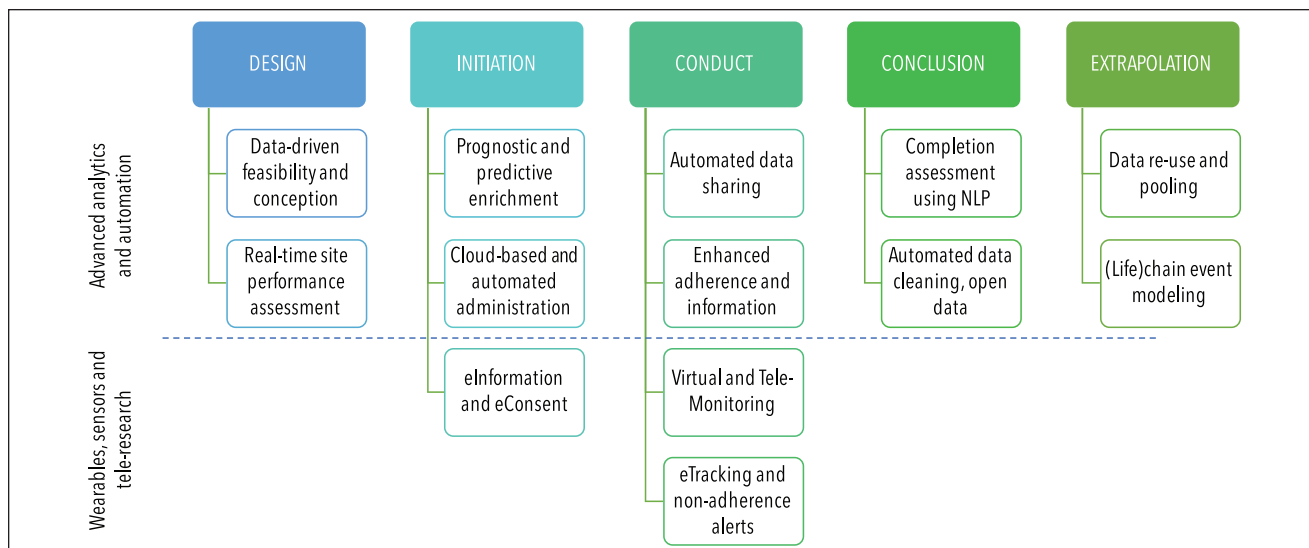 DESIGN
INITIATION
CONDUCT
CONCLUSION
EXTRAPOLATION
Advanced analytics
and automation
Data-driven
feasibility and
conception
Prognostic and
predictive
enrichment
Automated data
sharing
Completion
assessment
using NLP
Data re-use and
pooling
Real-time site
performance
assessment
Cloud-based and
automated
administration
Enhanced
adherence and
information
Automated data
cleaning, open
data
(Life)chain event
modeling
Wearables, sensors and
tele-research
eInformation
and eConsent
Virtual and Tele-
Monitoring
eTracking and
non-adherence
alerts